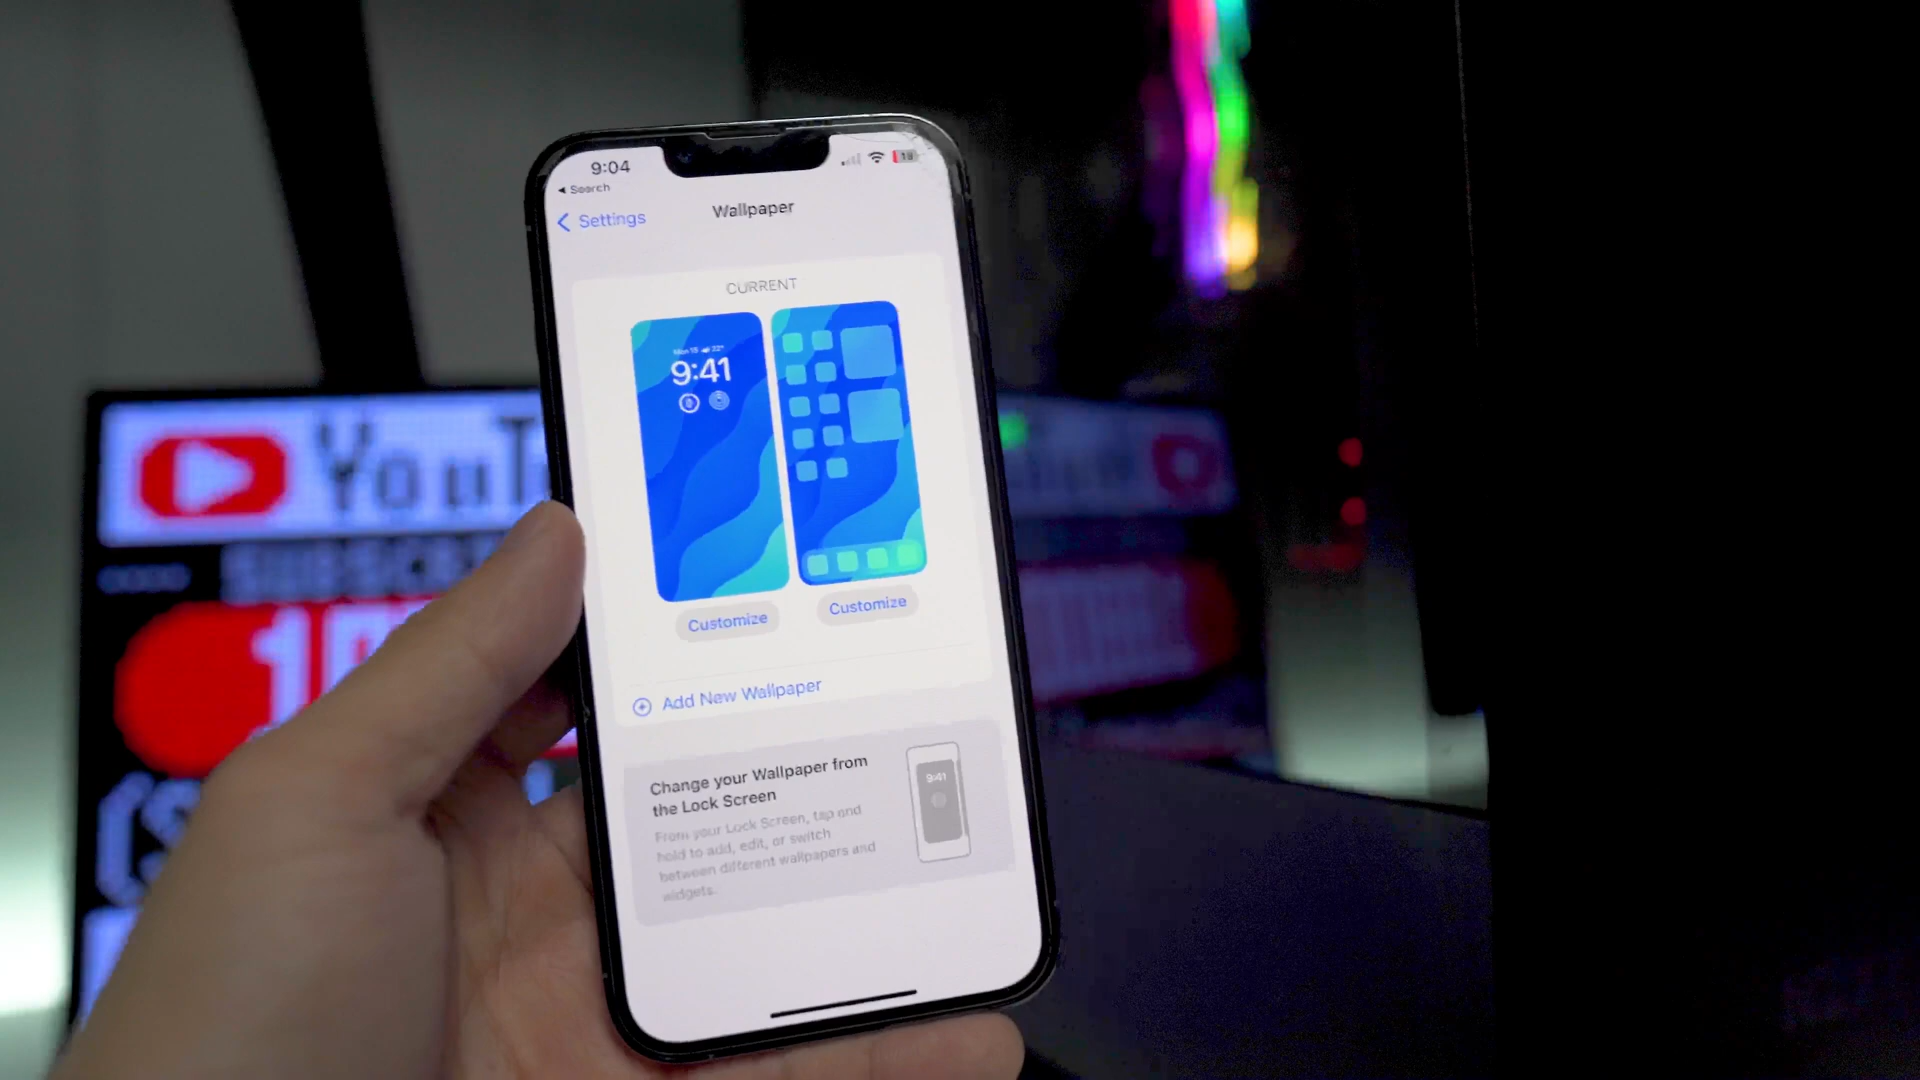 9:04
19
◀ Search
Settings
Wallpaper
CURRENT
9:41
Customize
Customize
Add New Wallpaper
Change your Wallpaper from
the Lock Screen
From your Lock Screen, tap and
hold to add, edit, or switch
between different wallpapers and
widgets.
9:41
YouT